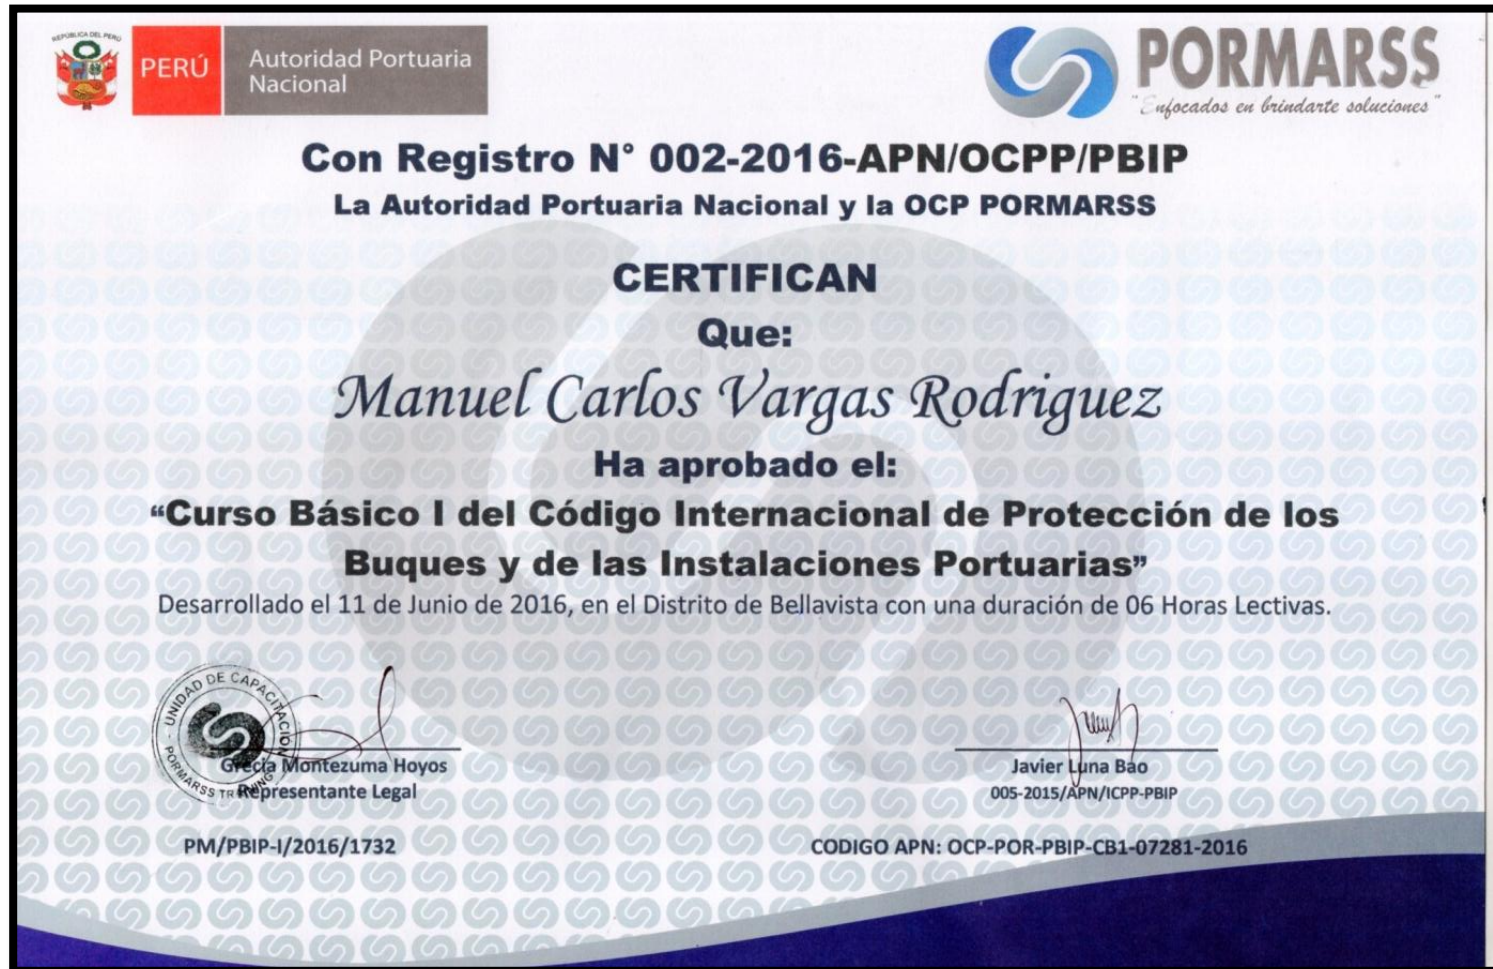 REPÚBLICA DEL PERÚ
PERÚ
Autoridad Portuaria
Nacional
PORMARSS
"Enfocados en brindarte soluciones"
Con Registro N° 002-2016-APN/OCPP/PBIP
La Autoridad Portuaria Nacional y la OCP PORMARSS
CERTIFICAN
Que:
Manuel Carlos Vargas Rodriguez
Ha aprobado el:
“Curso Básico I del Código Internacional de Protección de los
Buques y de las Instalaciones Portuarias”
Desarrollado el 11 de Junio de 2016, en el Distrito de Bellavista con una duración de 06 Horas Lectivas.
UNIDAD DE CAPACITACIÓN
PORMARSS TRAINING
Grecia Montezuma Hoyos
Representante Legal
Javier Luna Bao
005-2015/APN/ICPP-PBIP
PM/PBIP-I/2016/1732
CODIGO APN: OCP-POR-PBIP-CB1-07281-2016